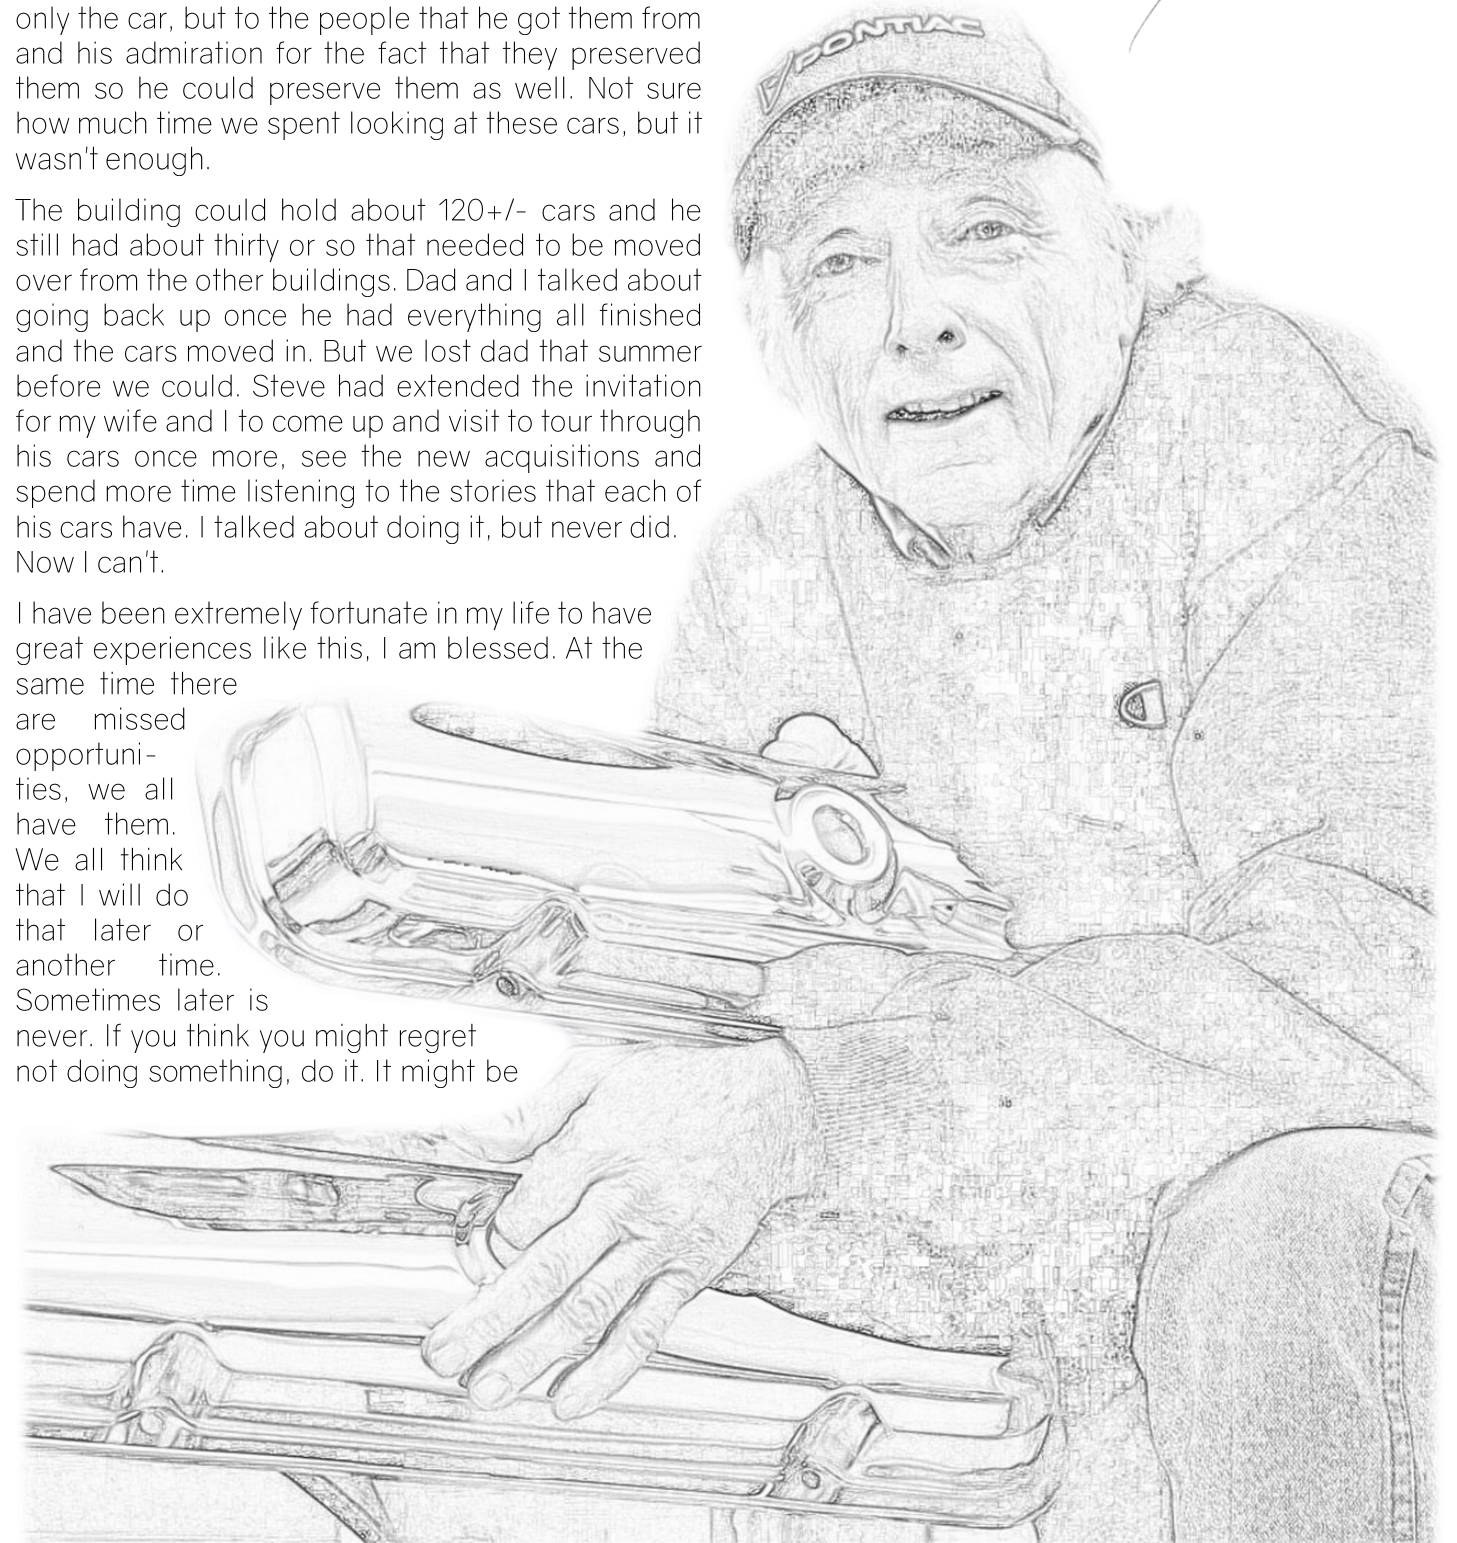 only the car, but to the people that he got them from
and his admiration for the fact that they preserved
them so he could preserve them as well. Not sure
how much time we spent looking at these cars, but it
wasn't enough.
The building could hold about 120+/- cars and he
still had about thirty or so that needed to be moved
over from the other buildings. Dad and I talked about
going back up once he had everything all finished
and the cars moved in. But we lost dad that summer
before we could. Steve had extended the invitation
for my wife and I to come up and visit to tour through
his cars once more, see the new acquisitions and
spend more time listening to the stories that each of
his cars have. I talked about doing it, but never did.
Now I can't.
I have been extremely fortunate in my life to have
great experiences like this, I am blessed. At the
same time there
are missed
opportuni-
ties, we all
have them.
We all think
that I will do
that later or
another time.
Sometimes later is
never. If you think you might regret
not doing something, do it. It might be
PONTIAC